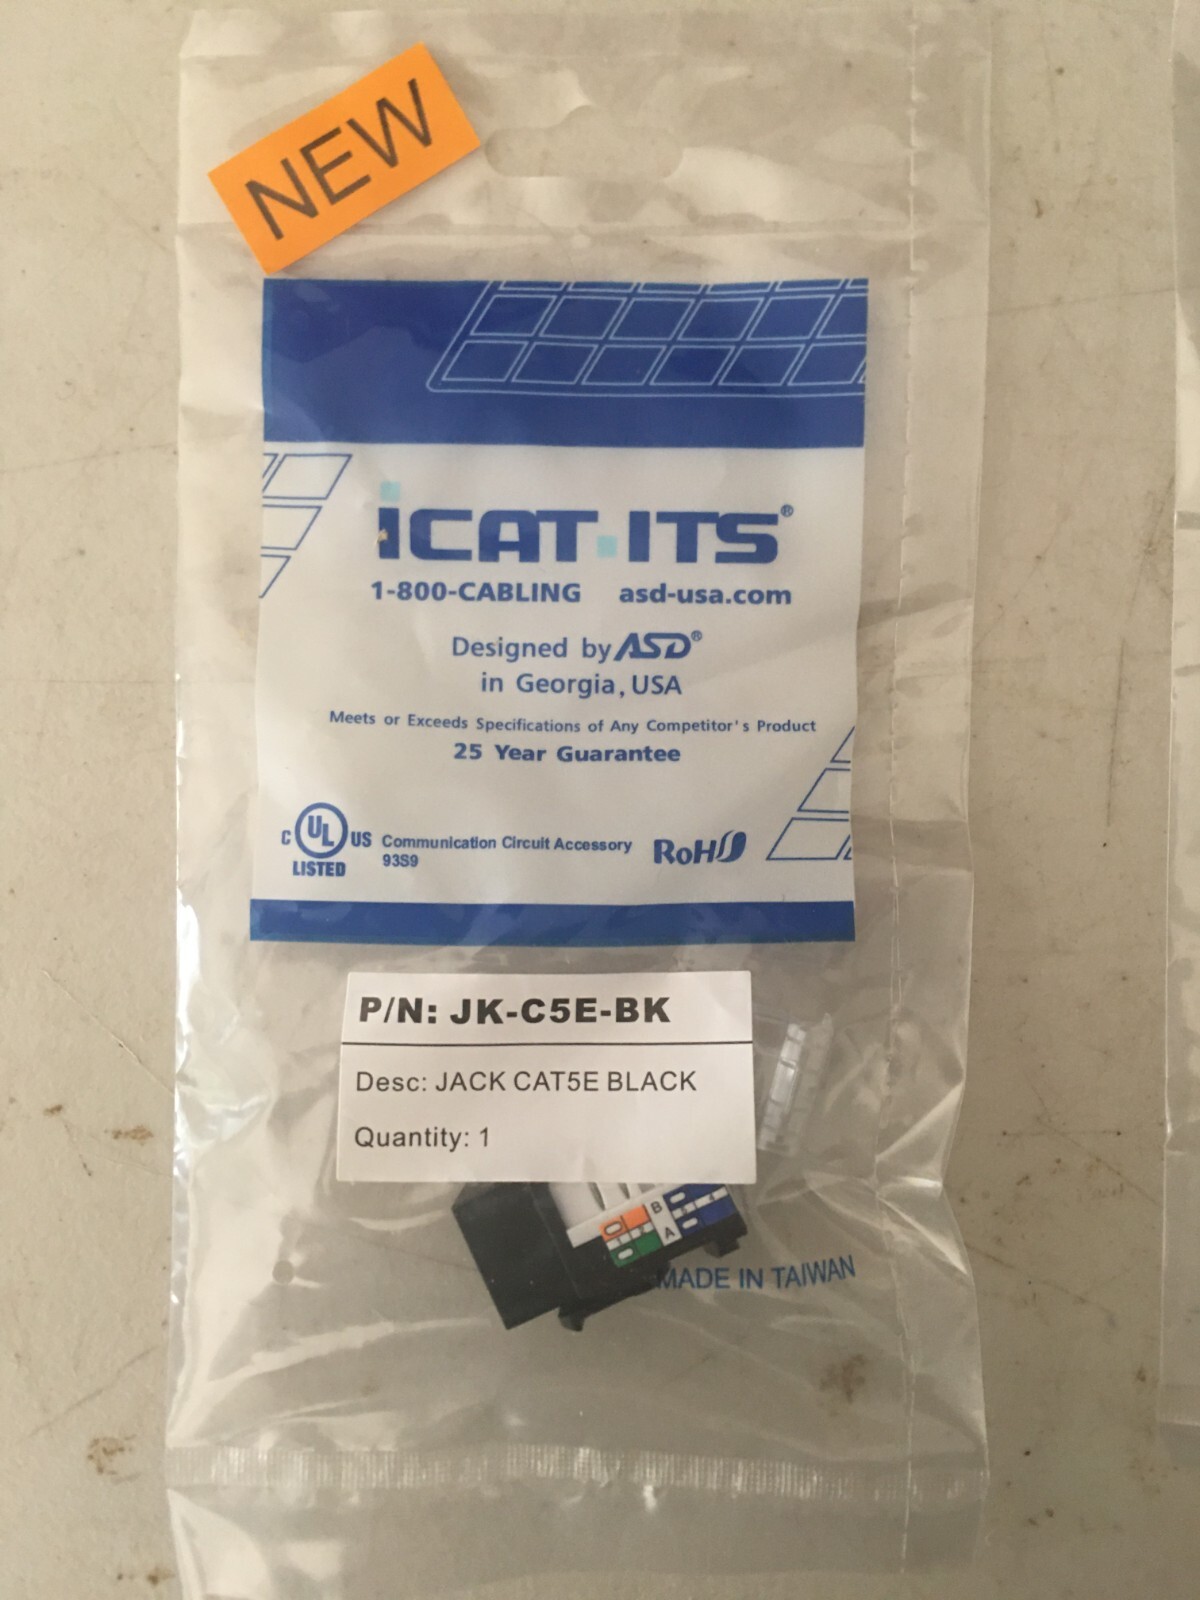 NEW
iCAT·ITS®
1-800-CABLING asd-usa.com
Designed by ASD®
in Georgia, USA
Meets or Exceeds Specifications of Any Competitor's Product
25 Year Guarantee
C UL US
LISTED
Communication Circuit Accessory
93S9
RoHS
P/N: JK-C5E-BK
Desc: JACK CAT5E BLACK
Quantity: 1
B
A
5 4
MADE IN TAIWAN